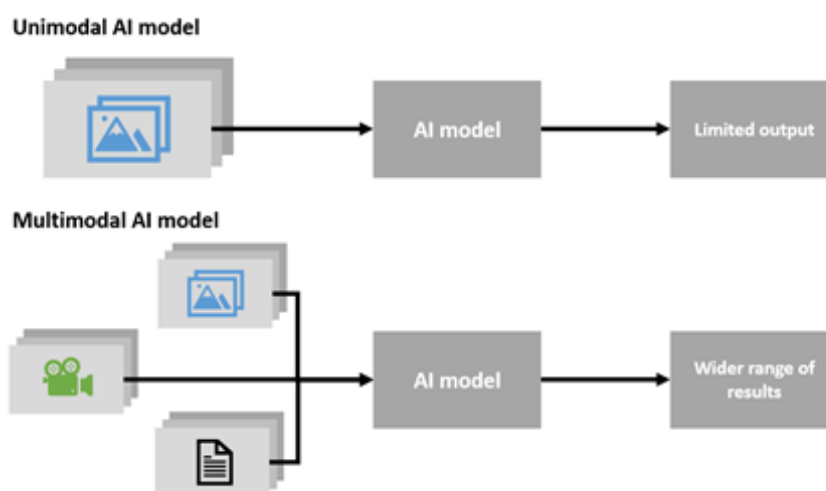 Unimodal AI model
AI model
Limited output
Multimodal AI model
AI model
Wider range of
results